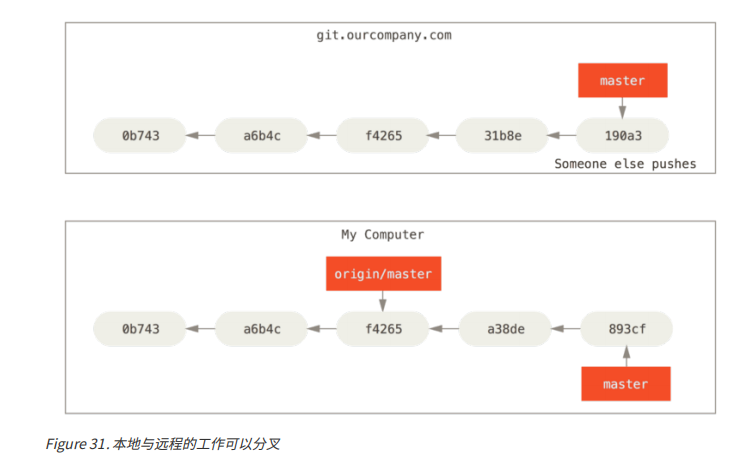 git.ourcompany.com
master
0b743 a6b4c f4265 31b8e 190a3
Someone else pushes
My Computer
origin/master
0b743 a6b4c f4265 a38de 893cf
master
Figure 31. 本地与远程的工作可以分叉